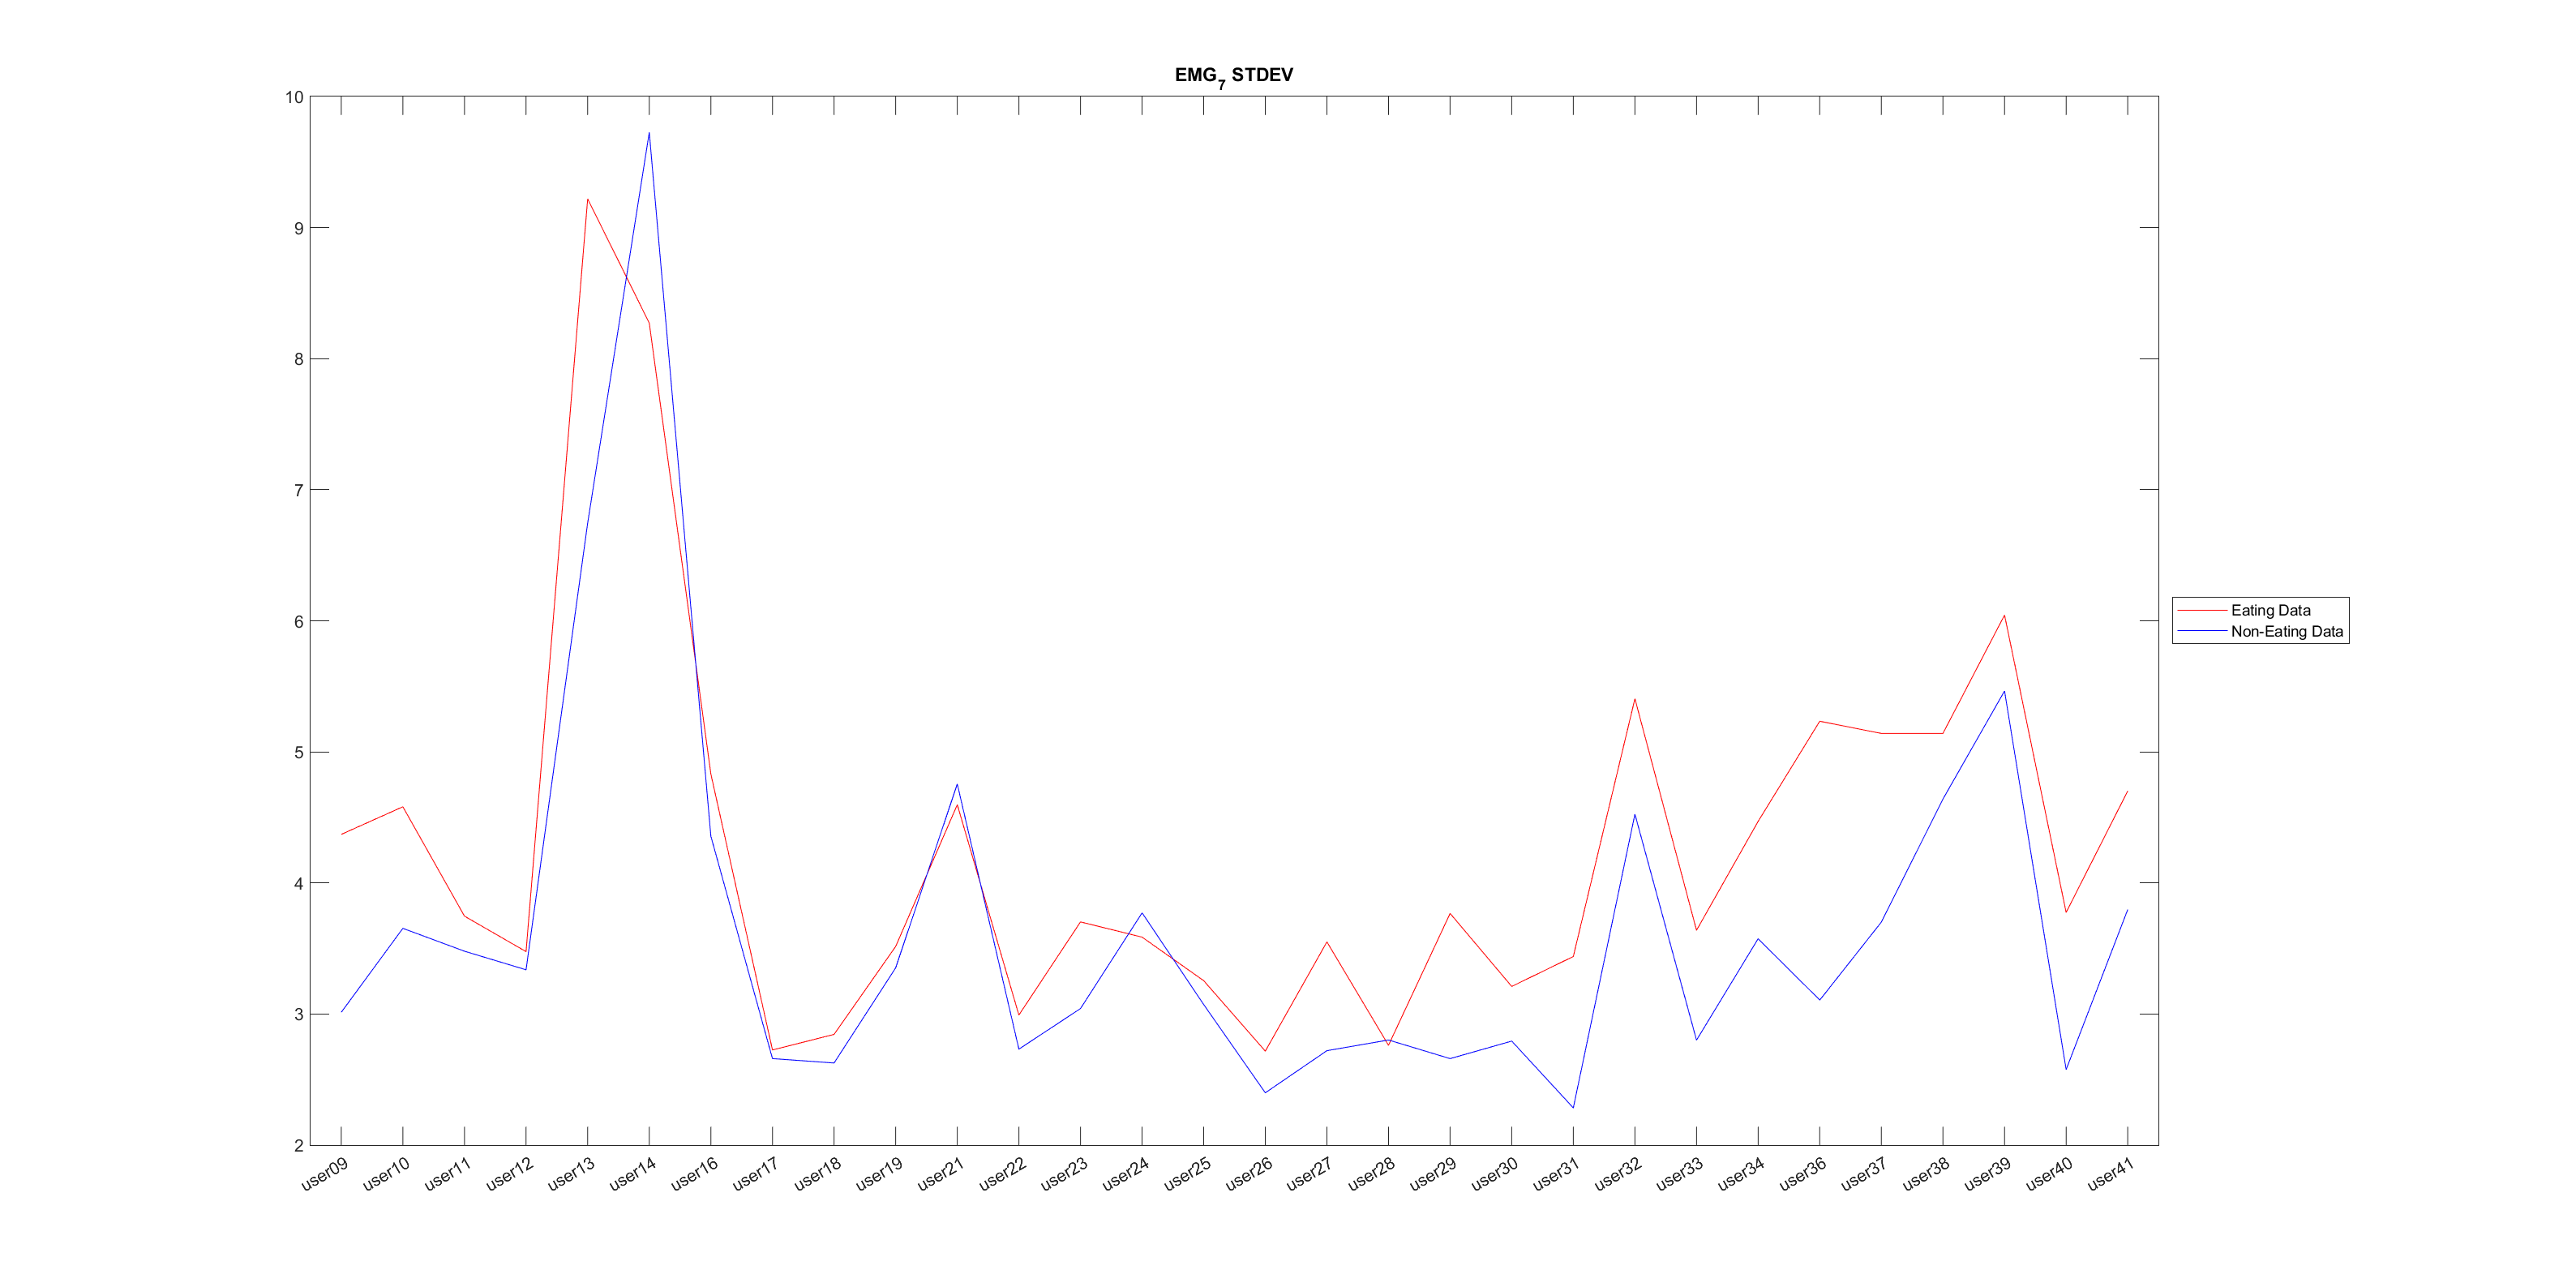 EMG7 STDEV
10
9
8
7
6
5
4
3
2
user09
user10
user11
user12
user13
user14
user16
user17
user18
user19
user21
user22
user23
user24
user25
user26
user27
user28
user29
user30
user31
user32
user33
user34
user36
user37
user38
user39
user40
user41
Eating Data
Non-Eating Data